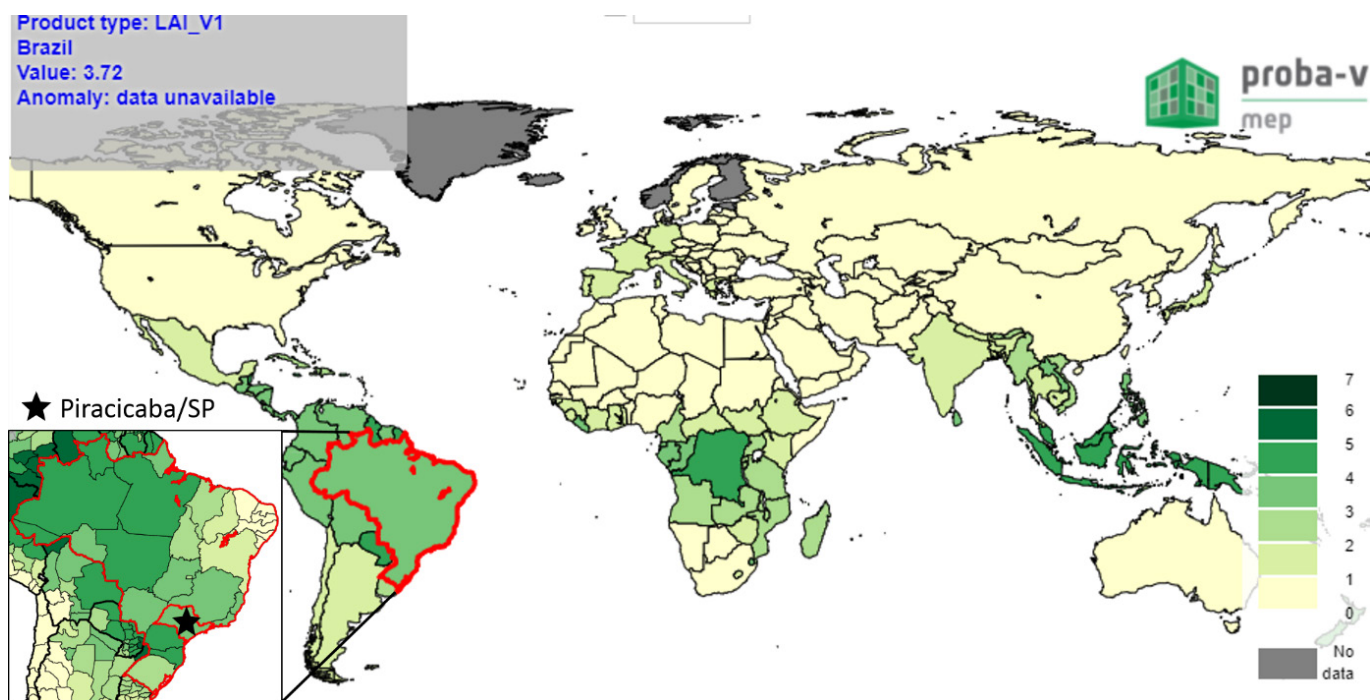 Product type: LAI_V1
Brazil
Value: 3.72
Anomaly: data unavailable
proba-v
mep
Piracicaba/SP
7
6
5
4
3
2
1
0
No
data